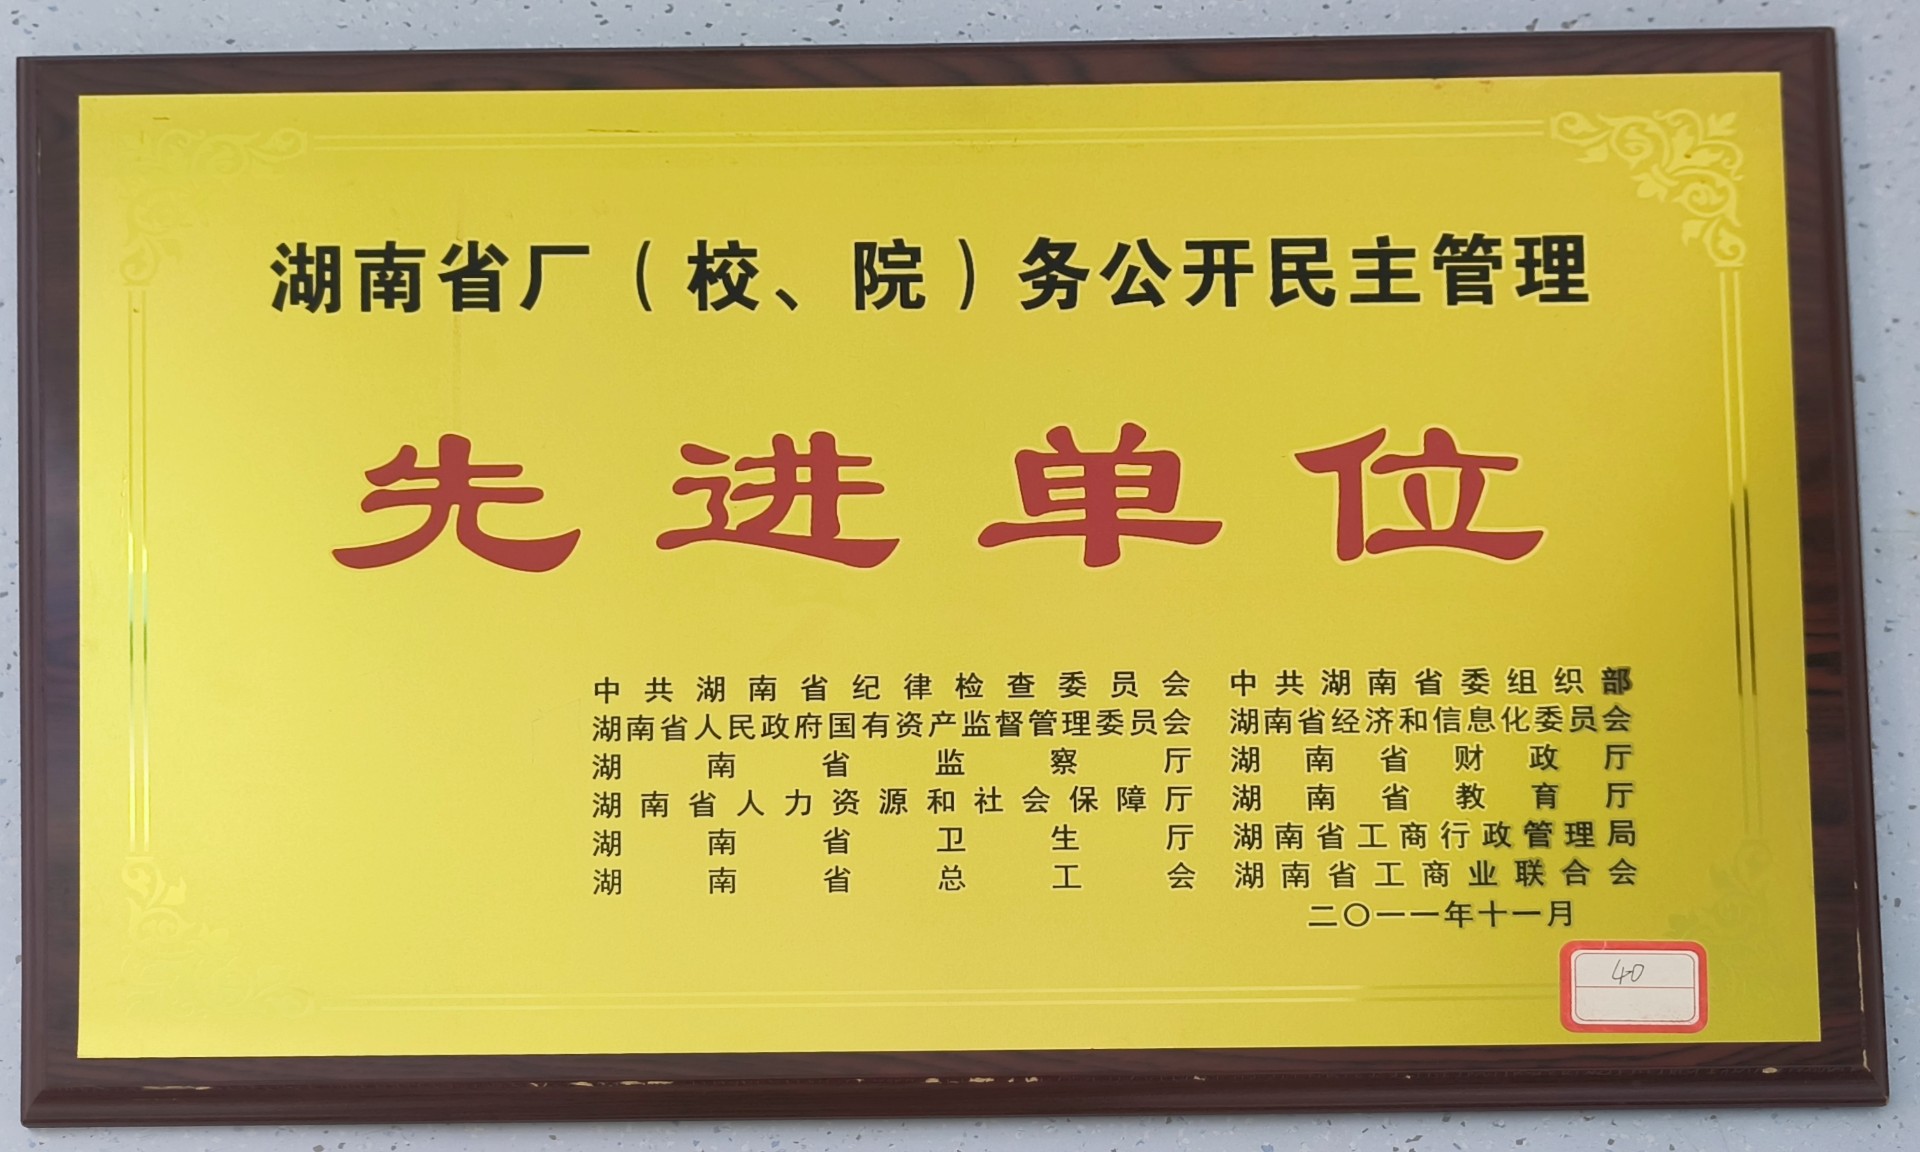 湖南省厂（校、院）务公开民主管理
先进单位
中共湖南省纪律检查委员会 中共湖南省委组织部
湖南省人民政府国有资产监督管理委员会 湖南省经济和信息化委员会
湖南省监察厅 湖南省财政厅
湖南省人力资源和社会保障厅 湖南省教育厅
湖南省卫生厅 湖南省工商行政管理局
湖南省总工会 湖南省工商业联合会
二〇一一年十一月
40